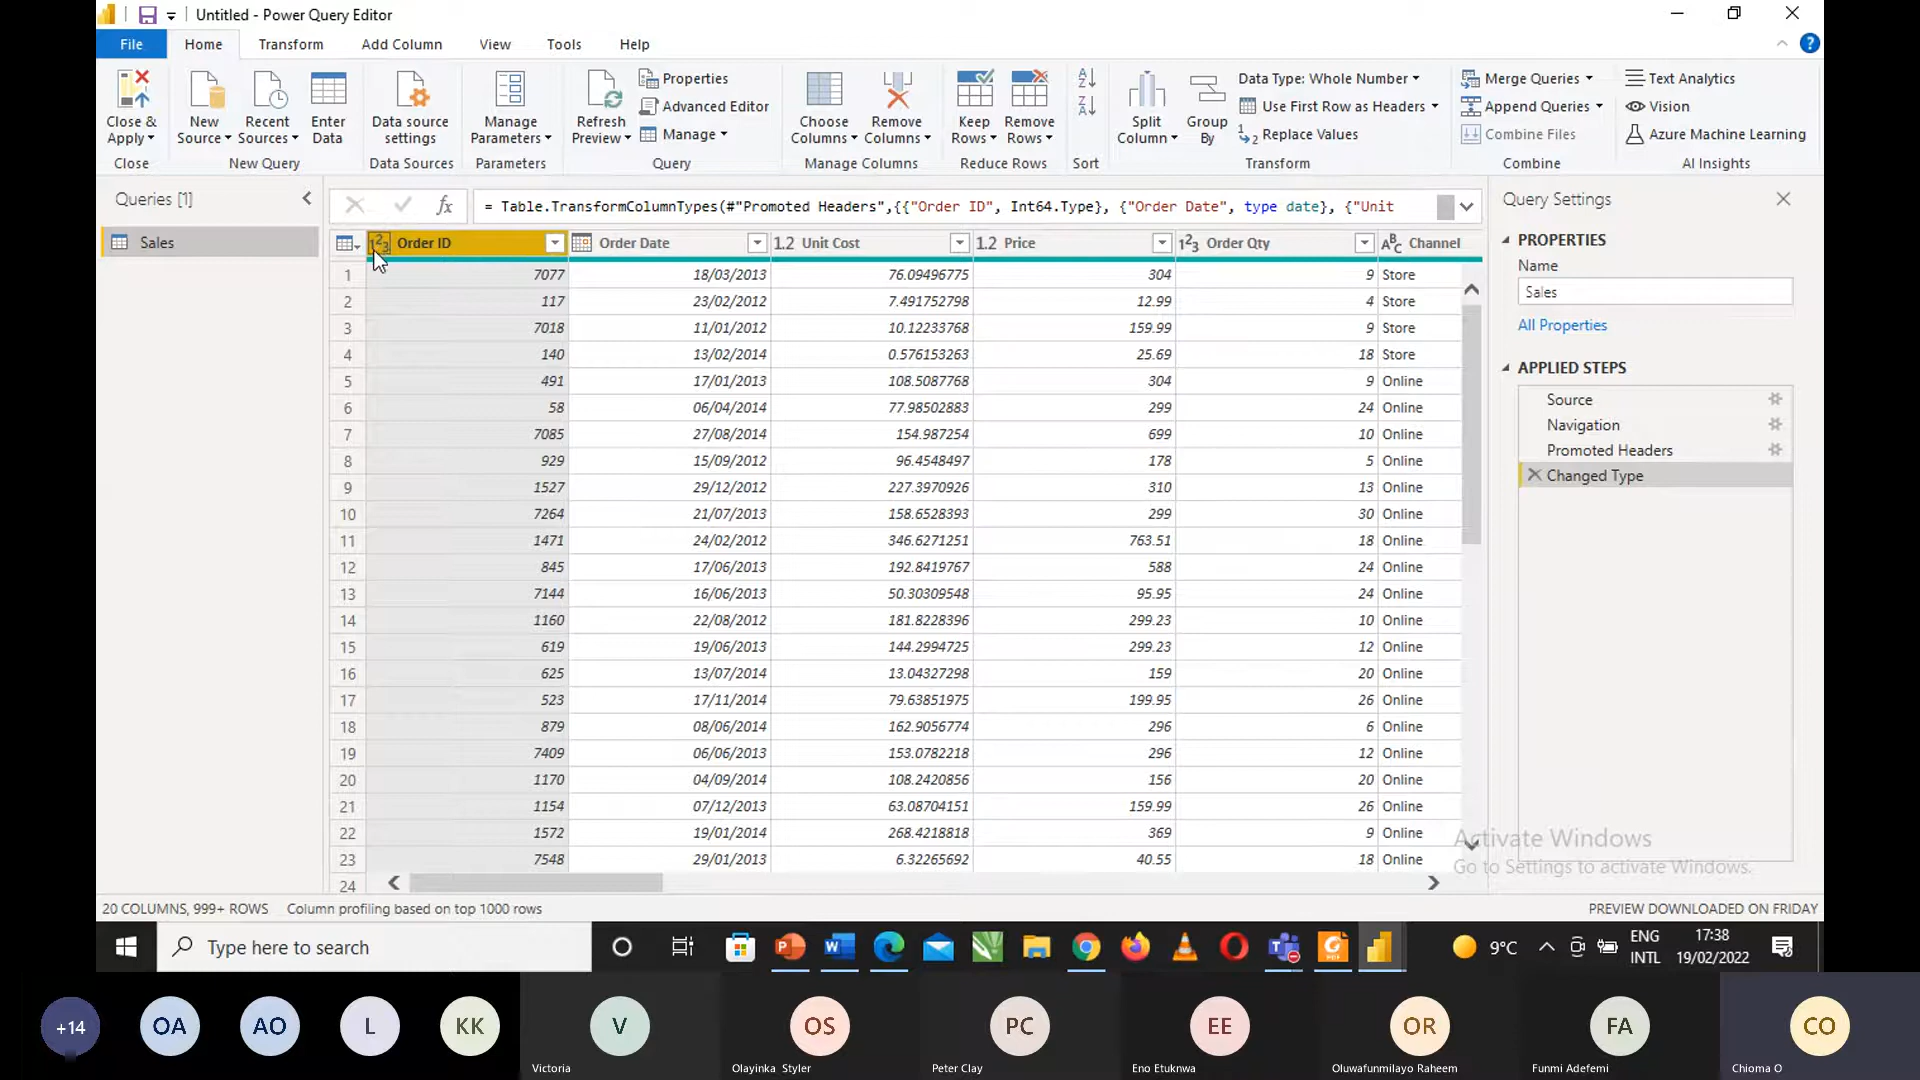 Untitled - Power Query Editor
File Home Transform Add Column View Tools Help
Close & Apply
New Source
Recent Sources
Enter Data
Data source settings
Manage Parameters
Refresh Preview
Properties
Advanced Editor
Manage
Choose Columns
Remove Columns
Keep Rows
Remove Rows
Split Column
Group By
Data Type: Whole Number
Use First Row as Headers
Replace Values
Merge Queries
Append Queries
Combine Files
Text Analytics
Vision
Azure Machine Learning
Close New Query Data Sources Parameters Query Manage Columns Reduce Rows Sort Transform Combine AI Insights
Queries [1]
Sales
fx = Table.TransformColumnTypes(#"Promoted Headers",{{"Order ID", Int64.Type}, {"Order Date", type date}, {"Unit
Order ID Order Date 1.2 Unit Cost 1.2 Price 123 Order Qty ABC Channel
1 7077 18/03/2013 76.09496775 304 9 Store
2 117 23/02/2012 7.491752798 12.99 4 Store
3 7018 11/01/2012 10.12233768 159.99 9 Store
4 140 13/02/2014 0.576153263 25.69 18 Store
5 491 17/01/2013 108.5087768 304 9 Online
6 58 06/04/2014 77.98502883 299 24 Online
7 7085 27/08/2014 154.987254 699 10 Online
8 929 15/09/2012 96.4548497 178 5 Online
9 1527 29/12/2012 227.3970926 310 13 Online
10 7264 21/07/2013 158.6528393 299 30 Online
11 1471 24/02/2012 346.6271251 763.51 18 Online
12 845 17/06/2013 192.8419767 588 24 Online
13 7144 16/06/2013 50.30309548 95.95 24 Online
14 1160 22/08/2012 181.8228396 299.23 10 Online
15 619 19/06/2013 144.2994725 299.23 12 Online
16 625 13/07/2014 13.04327298 159 20 Online
17 523 17/11/2014 79.63851975 199.95 26 Online
18 879 08/06/2014 162.9056774 296 6 Online
19 7409 06/06/2013 153.0782218 296 12 Online
20 1170 04/09/2014 108.2420856 156 20 Online
21 1154 07/12/2013 63.08704151 159.99 26 Online
22 1572 19/01/2014 268.4218818 369 9 Online
23 7548 29/01/2013 6.32265692 40.55 18 Online
24
Query Settings
PROPERTIES
Name
Sales
All Properties
APPLIED STEPS
Source
Navigation
Promoted Headers
Changed Type
Activate Windows
Go to Settings to activate Windows.
20 COLUMNS, 999+ ROWS Column profiling based on top 1000 rows PREVIEW DOWNLOADED ON FRIDAY
Type here to search
9°C
ENG
INTL
17:38
19/02/2022
+14 OA AO L KK V OS PC EE OR FA CO
Victoria Olayinka Styler Peter Clay Eno Etuknwa Oluwafunmilayo Raheem Funmi Adefemi Chioma O